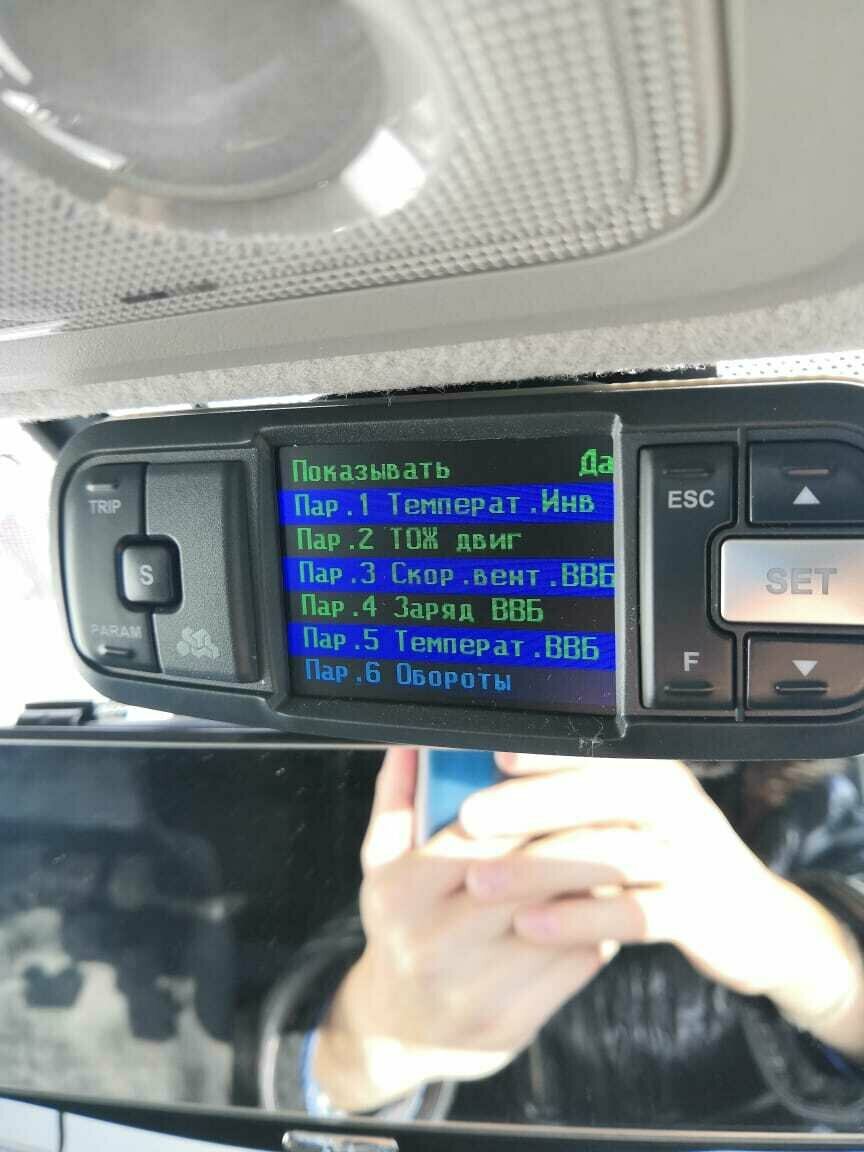 Показывать Да
Пар.1 Температ.Инв
Пар.2 ТОЖ двиг
Пар.3 Скор.вент.ВВБ
Пар.4 Заряд ВВБ
Пар.5 Температ.ВВБ
Пар.6 Обороты
TRIP
S
PARAM
ESC
SET
F